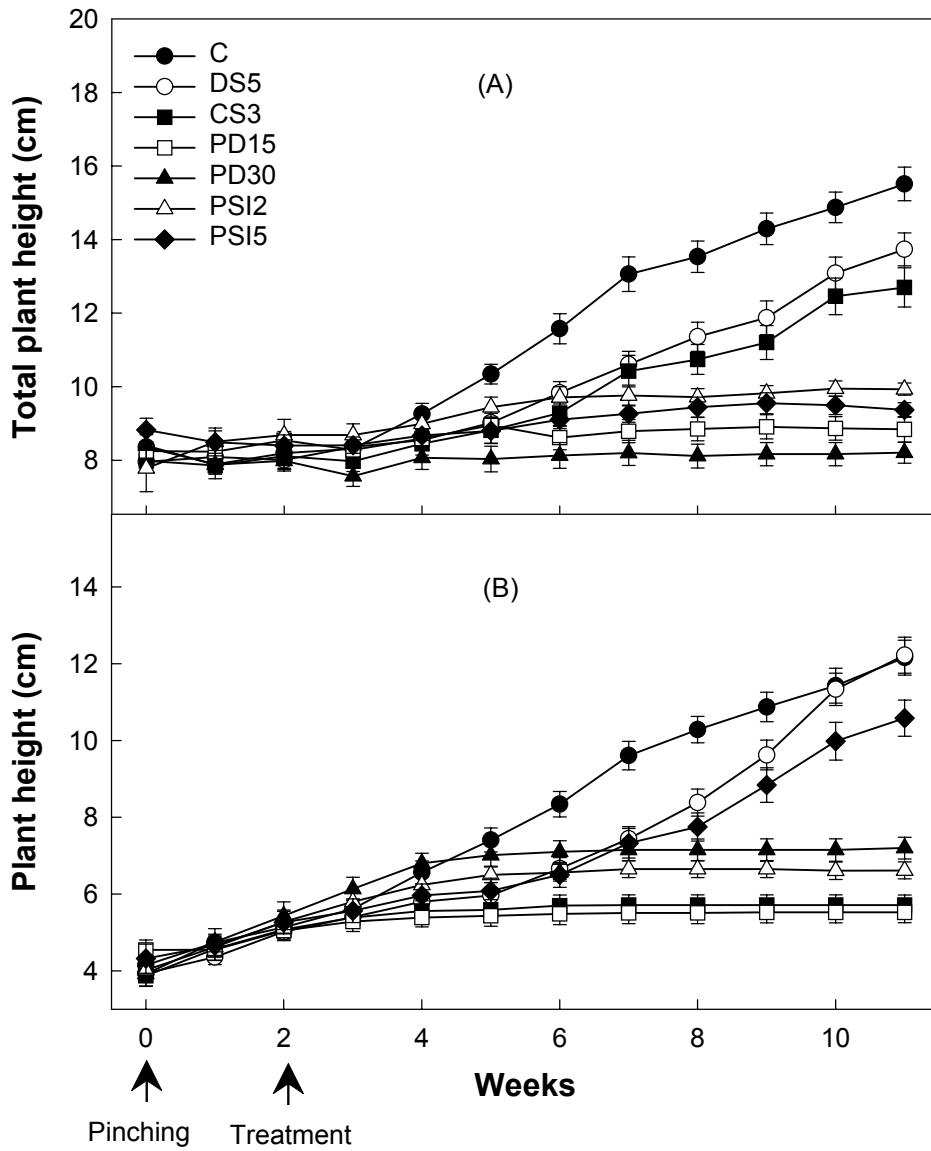 20
18
16
14
12
10
8
Total plant height (cm)
C
DS5
CS3
PD15
PD30
PSI2
PSI5
(A)
14
12
10
8
6
4
Plant height (cm)
(B)
0 2 4 6 8 10
Weeks
Pinching Treatment